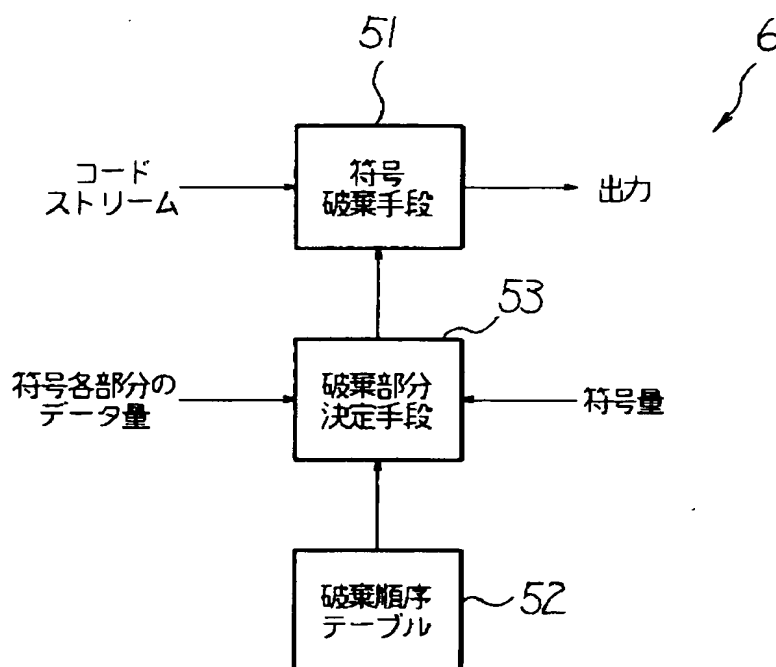 51
6
符号
破棄手段
コード
ストリーム
出力
53
破棄部分
決定手段
符号各部分の
データ量
符号量
破棄順序
テーブル
52